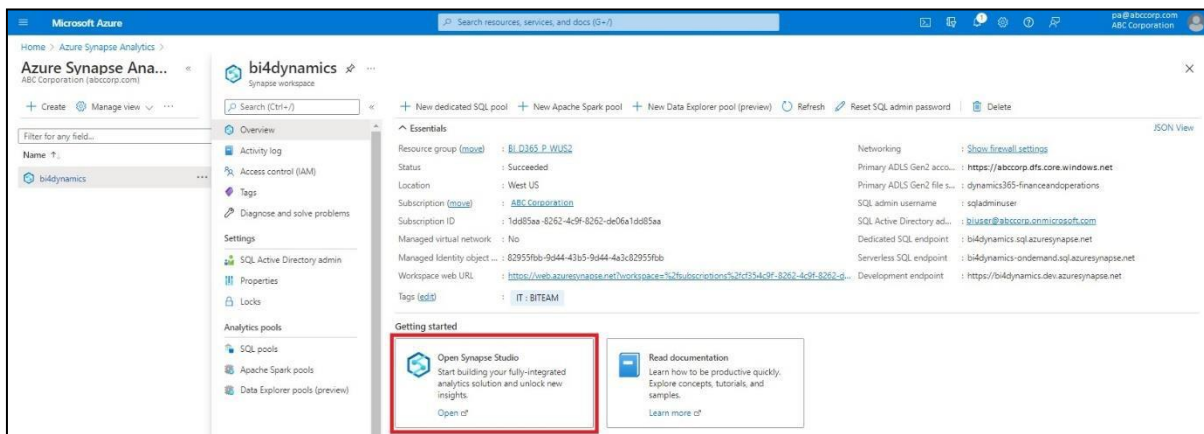 Microsoft Azure
Search resources, services, and docs (G+/)
1
pa@abccorp.com
ABC Corporation
Home > Azure Synapse Analytics >
Azure Synapse Ana...
ABC Corporation (abccorp.com)
+ Create
Manage view
...
Filter for any field...
Name ↑
bi4dynamics
...
bi4dynamics
...
Synapse workspace
Search (Ctrl+/)
Overview
Activity log
Access control (IAM)
Tags
Diagnose and solve problems
Settings
SQL Active Directory admin
Properties
Locks
Analytics pools
SQL pools
Apache Spark pools
Data Explorer pools (preview)
+ New dedicated SQL pool + New Apache Spark pool + New Data Explorer pool (preview) Refresh Reset SQL admin password Delete
Essentials
JSON View
Resource group (move) : BI_D365_P_WUS2
Status : Succeeded
Location : West US
Subscription (move) : ABC Corporation
Subscription ID : 1dd85aa-8262-4c9f-8262-de06a1dd85aa
Managed virtual network : No
Managed Identity object ... : 82955fbb-9d44-43b5-9d44-4a3c82955fbb
Workspace web URL : https://web.azuresynapse.net?workspace=%2fsubscriptions%2fcf354c9f-8262-4c9f-8262-d...
Tags (edit) : IT : BITEAM
Networking : Show firewall settings
Primary ADLS Gen2 acco... : https://abccorp.dfs.core.windows.net
Primary ADLS Gen2 file s... : dynamics365-financeandoperations
SQL admin username : sqladminuser
SQL Active Directory ad... : biuser@abccorp.onmicrosoft.com
Dedicated SQL endpoint : bi4dynamics.sql.azuresynapse.net
Serverless SQL endpoint : bi4dynamics-ondemand.sql.azuresynapse.net
Development endpoint : https://bi4dynamics.dev.azuresynapse.net
Getting started
Open Synapse Studio
Start building your fully-integrated
analytics solution and unlock new
insights.
Open
Read documentation
Learn how to be productive quickly.
Explore concepts, tutorials, and
samples.
Learn more